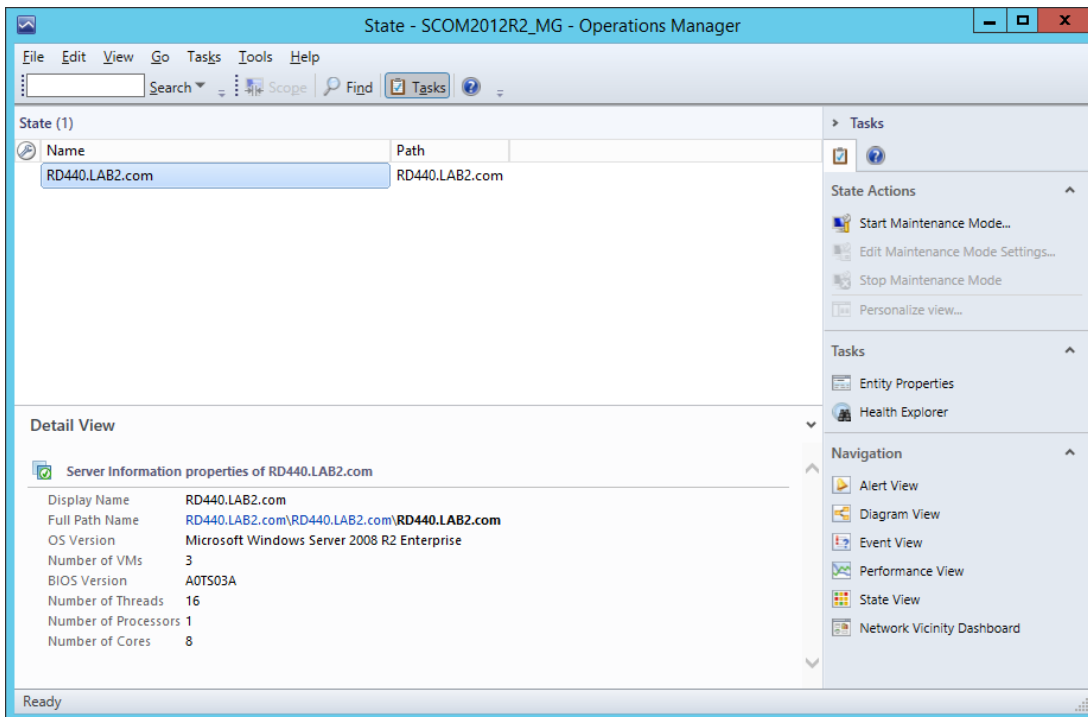 State - SCOM2012R2_MG - Operations Manager
File Edit View Go Tasks Tools Help
Search Scope Find Tasks
State (1)
Name Path
RD440.LAB2.com RD440.LAB2.com
Detail View
Server Information properties of RD440.LAB2.com
Display Name RD440.LAB2.com
Full Path Name RD440.LAB2.com\RD440.LAB2.com\RD440.LAB2.com
OS Version Microsoft Windows Server 2008 R2 Enterprise
Number of VMs 3
BIOS Version A0TS03A
Number of Threads 16
Number of Processors 1
Number of Cores 8
Tasks
State Actions
Start Maintenance Mode...
Edit Maintenance Mode Settings...
Stop Maintenance Mode
Personalize view...
Tasks
Entity Properties
Health Explorer
Navigation
Alert View
Diagram View
Event View
Performance View
State View
Network Vicinity Dashboard
Ready